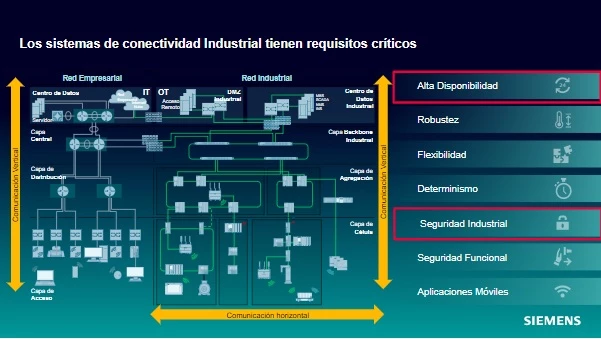 Los sistemas de conectividad Industrial tienen requisitos críticos
Red Empresarial
Red Industrial
Centro de Datos
IT
OT
DMZ
Industrial
Centro de
Datos
Industrial
Acceso
Remoto
Servidor
Capa
Central
Capa Backbone
Industrial
Capa de
Distribución
Capa de
Agregación
Capa de
Célula
Capa de
Acceso
Comunicación Vertical
Comunicación Vertical
Comunicación horizontal
Alta Disponibilidad
Robustez
Flexibilidad
Determinismo
Seguridad Industrial
Seguridad Funcional
Aplicaciones Móviles
SIEMENS